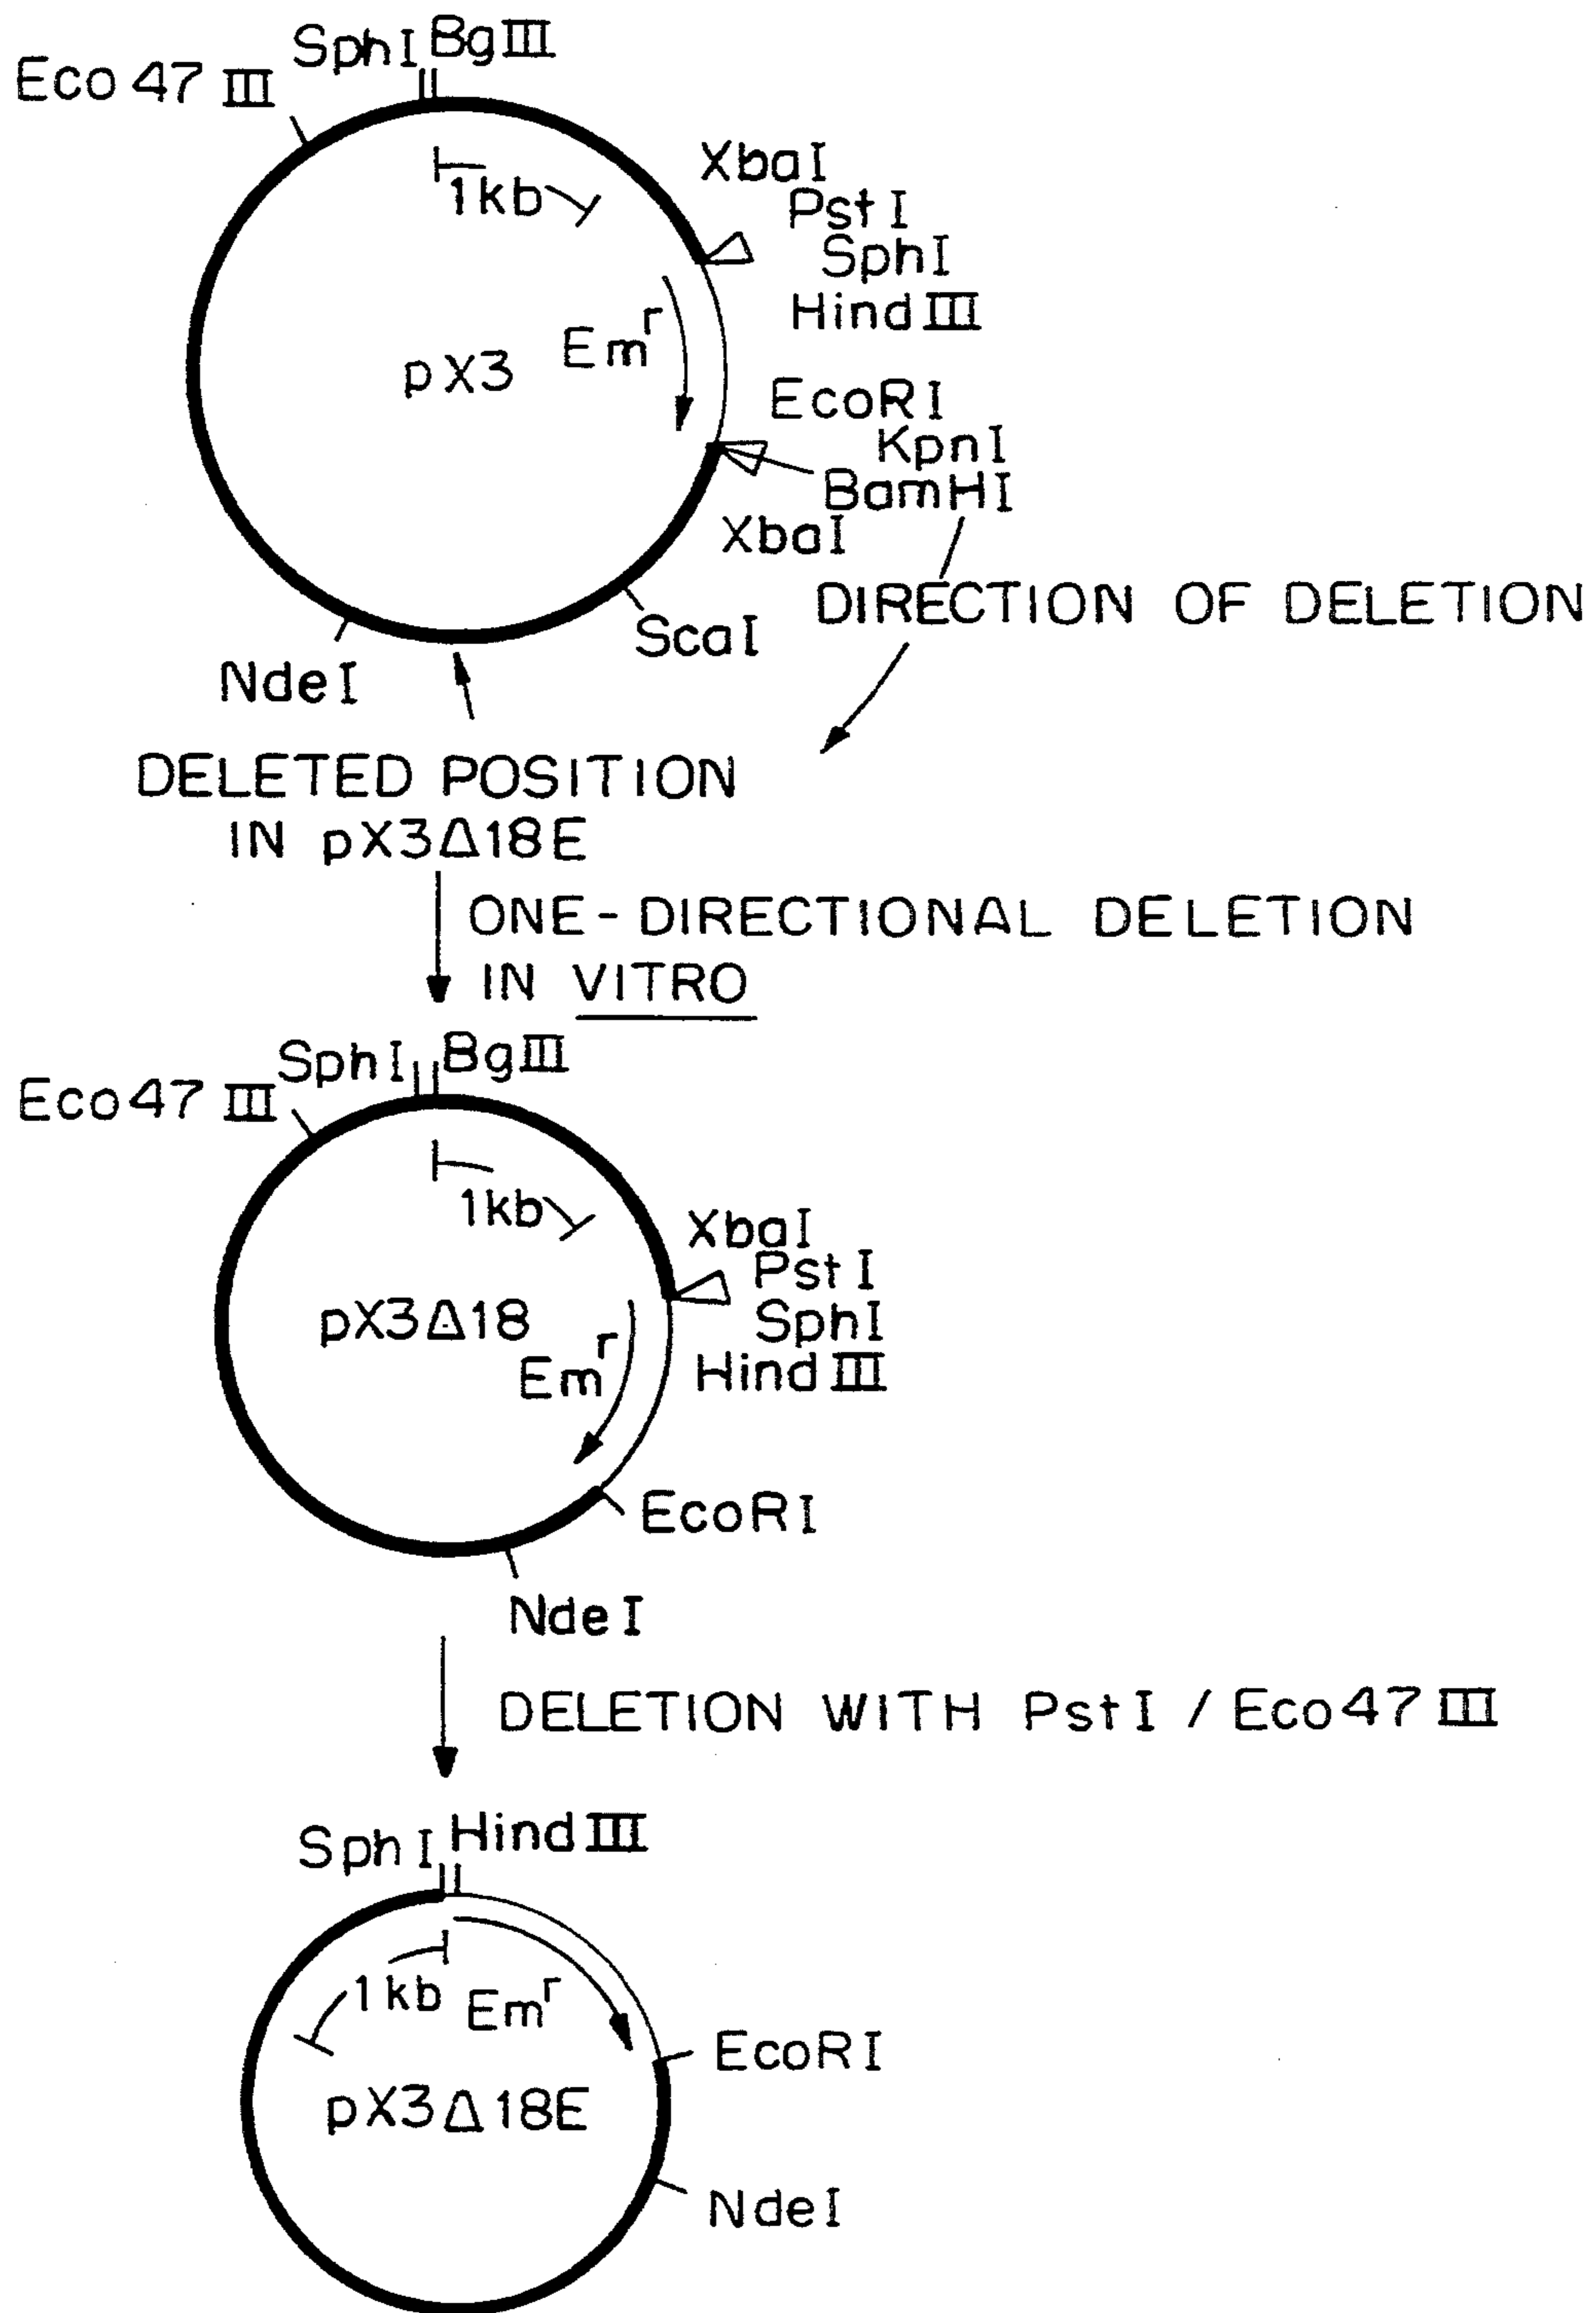 SphI BglII
Eco 47 III
XbaI
1kb
PstI
SphI
HindIII
Em r
pX3
EcoRI
KpnI
BamHI
XbaI
DIRECTION OF DELETION
ScaI
NdeI
DELETED POSITION
IN pX3Δ18E
ONE-DIRECTIONAL DELETION
IN VITRO
SphI BglII
Eco47 III
1kb
XbaI
PstI
pX3Δ18
SphI
Em r
HindIII
EcoRI
NdeI
DELETION WITH PstI / Eco47 III
SphI HindIII
1kb Em r
EcoRI
pX3Δ18E
NdeI